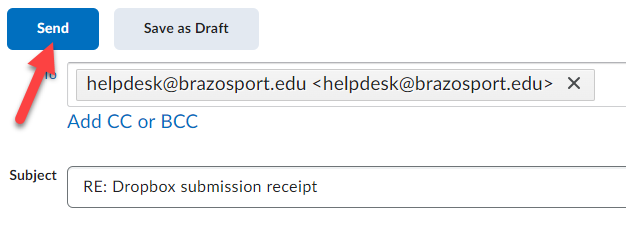 Send Save as Draft
To helpdesk@brazosport.edu <helpdesk@brazosport.edu> ✕
Add CC or BCC
Subject RE: Dropbox submission receipt